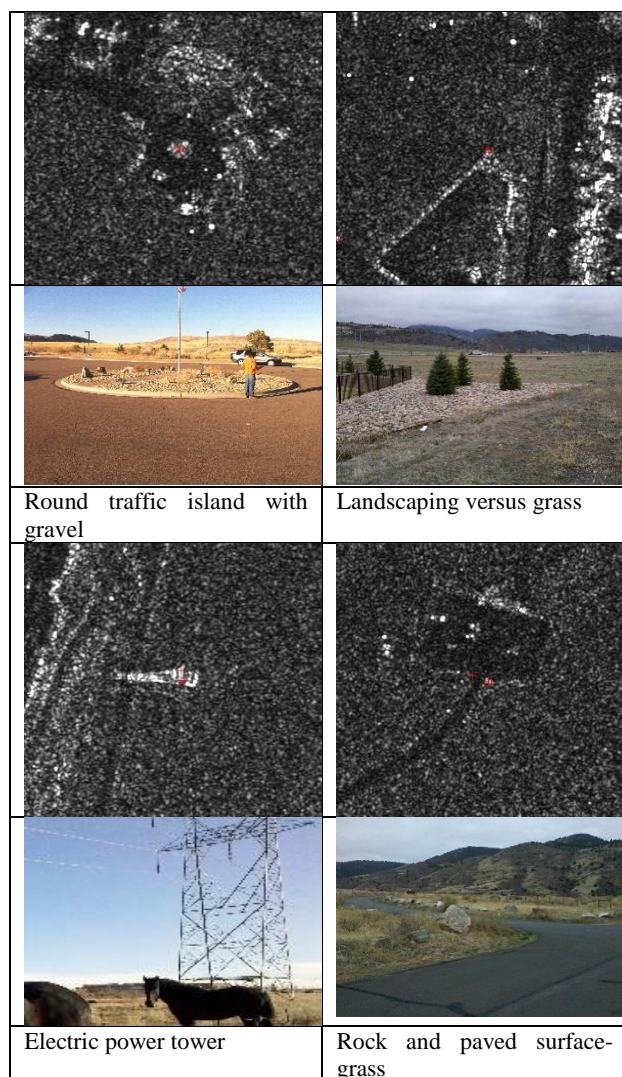 Round traffic island with
gravel
Landscaping versus grass
Electric power tower
Rock and paved surface-
grass